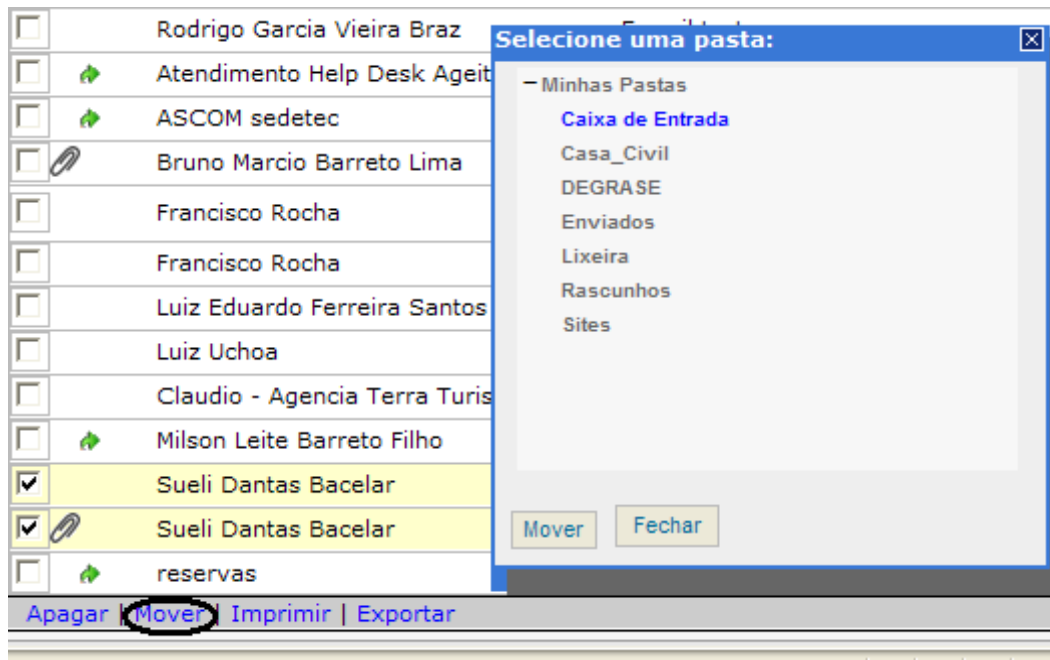 Rodrigo Garcia Vieira Braz
Atendimento Help Desk Ageit
ASCOM sedetec
Bruno Marcio Barreto Lima
Francisco Rocha
Francisco Rocha
Luiz Eduardo Ferreira Santos
Luiz Uchoa
Claudio - Agencia Terra Turis
Milson Leite Barreto Filho
Sueli Dantas Bacelar
Sueli Dantas Bacelar
reservas
Apagar | Mover | Imprimir | Exportar
Selecione uma pasta:
Minhas Pastas
Caixa de Entrada
Casa_Civil
DEGRASE
Enviados
Lixeira
Rascunhos
Sites
Mover Fechar